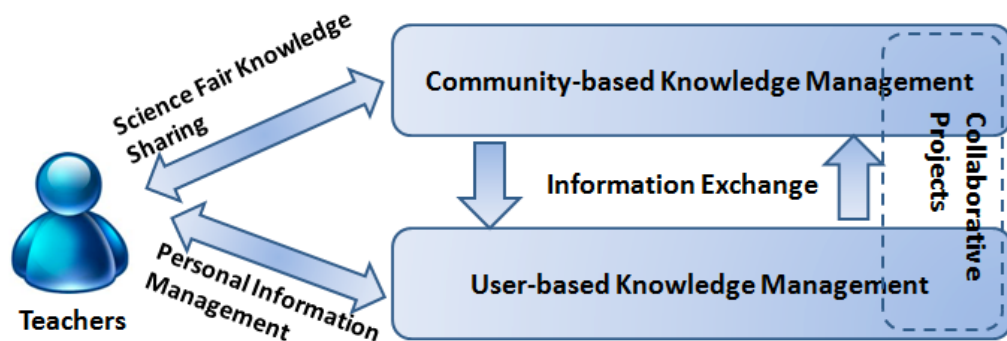 Science Fair Knowledge
Sharing
Community-based Knowledge Management
Collaborative
Projects
Information Exchange
Personal Information
Management
User-based Knowledge Management
Teachers